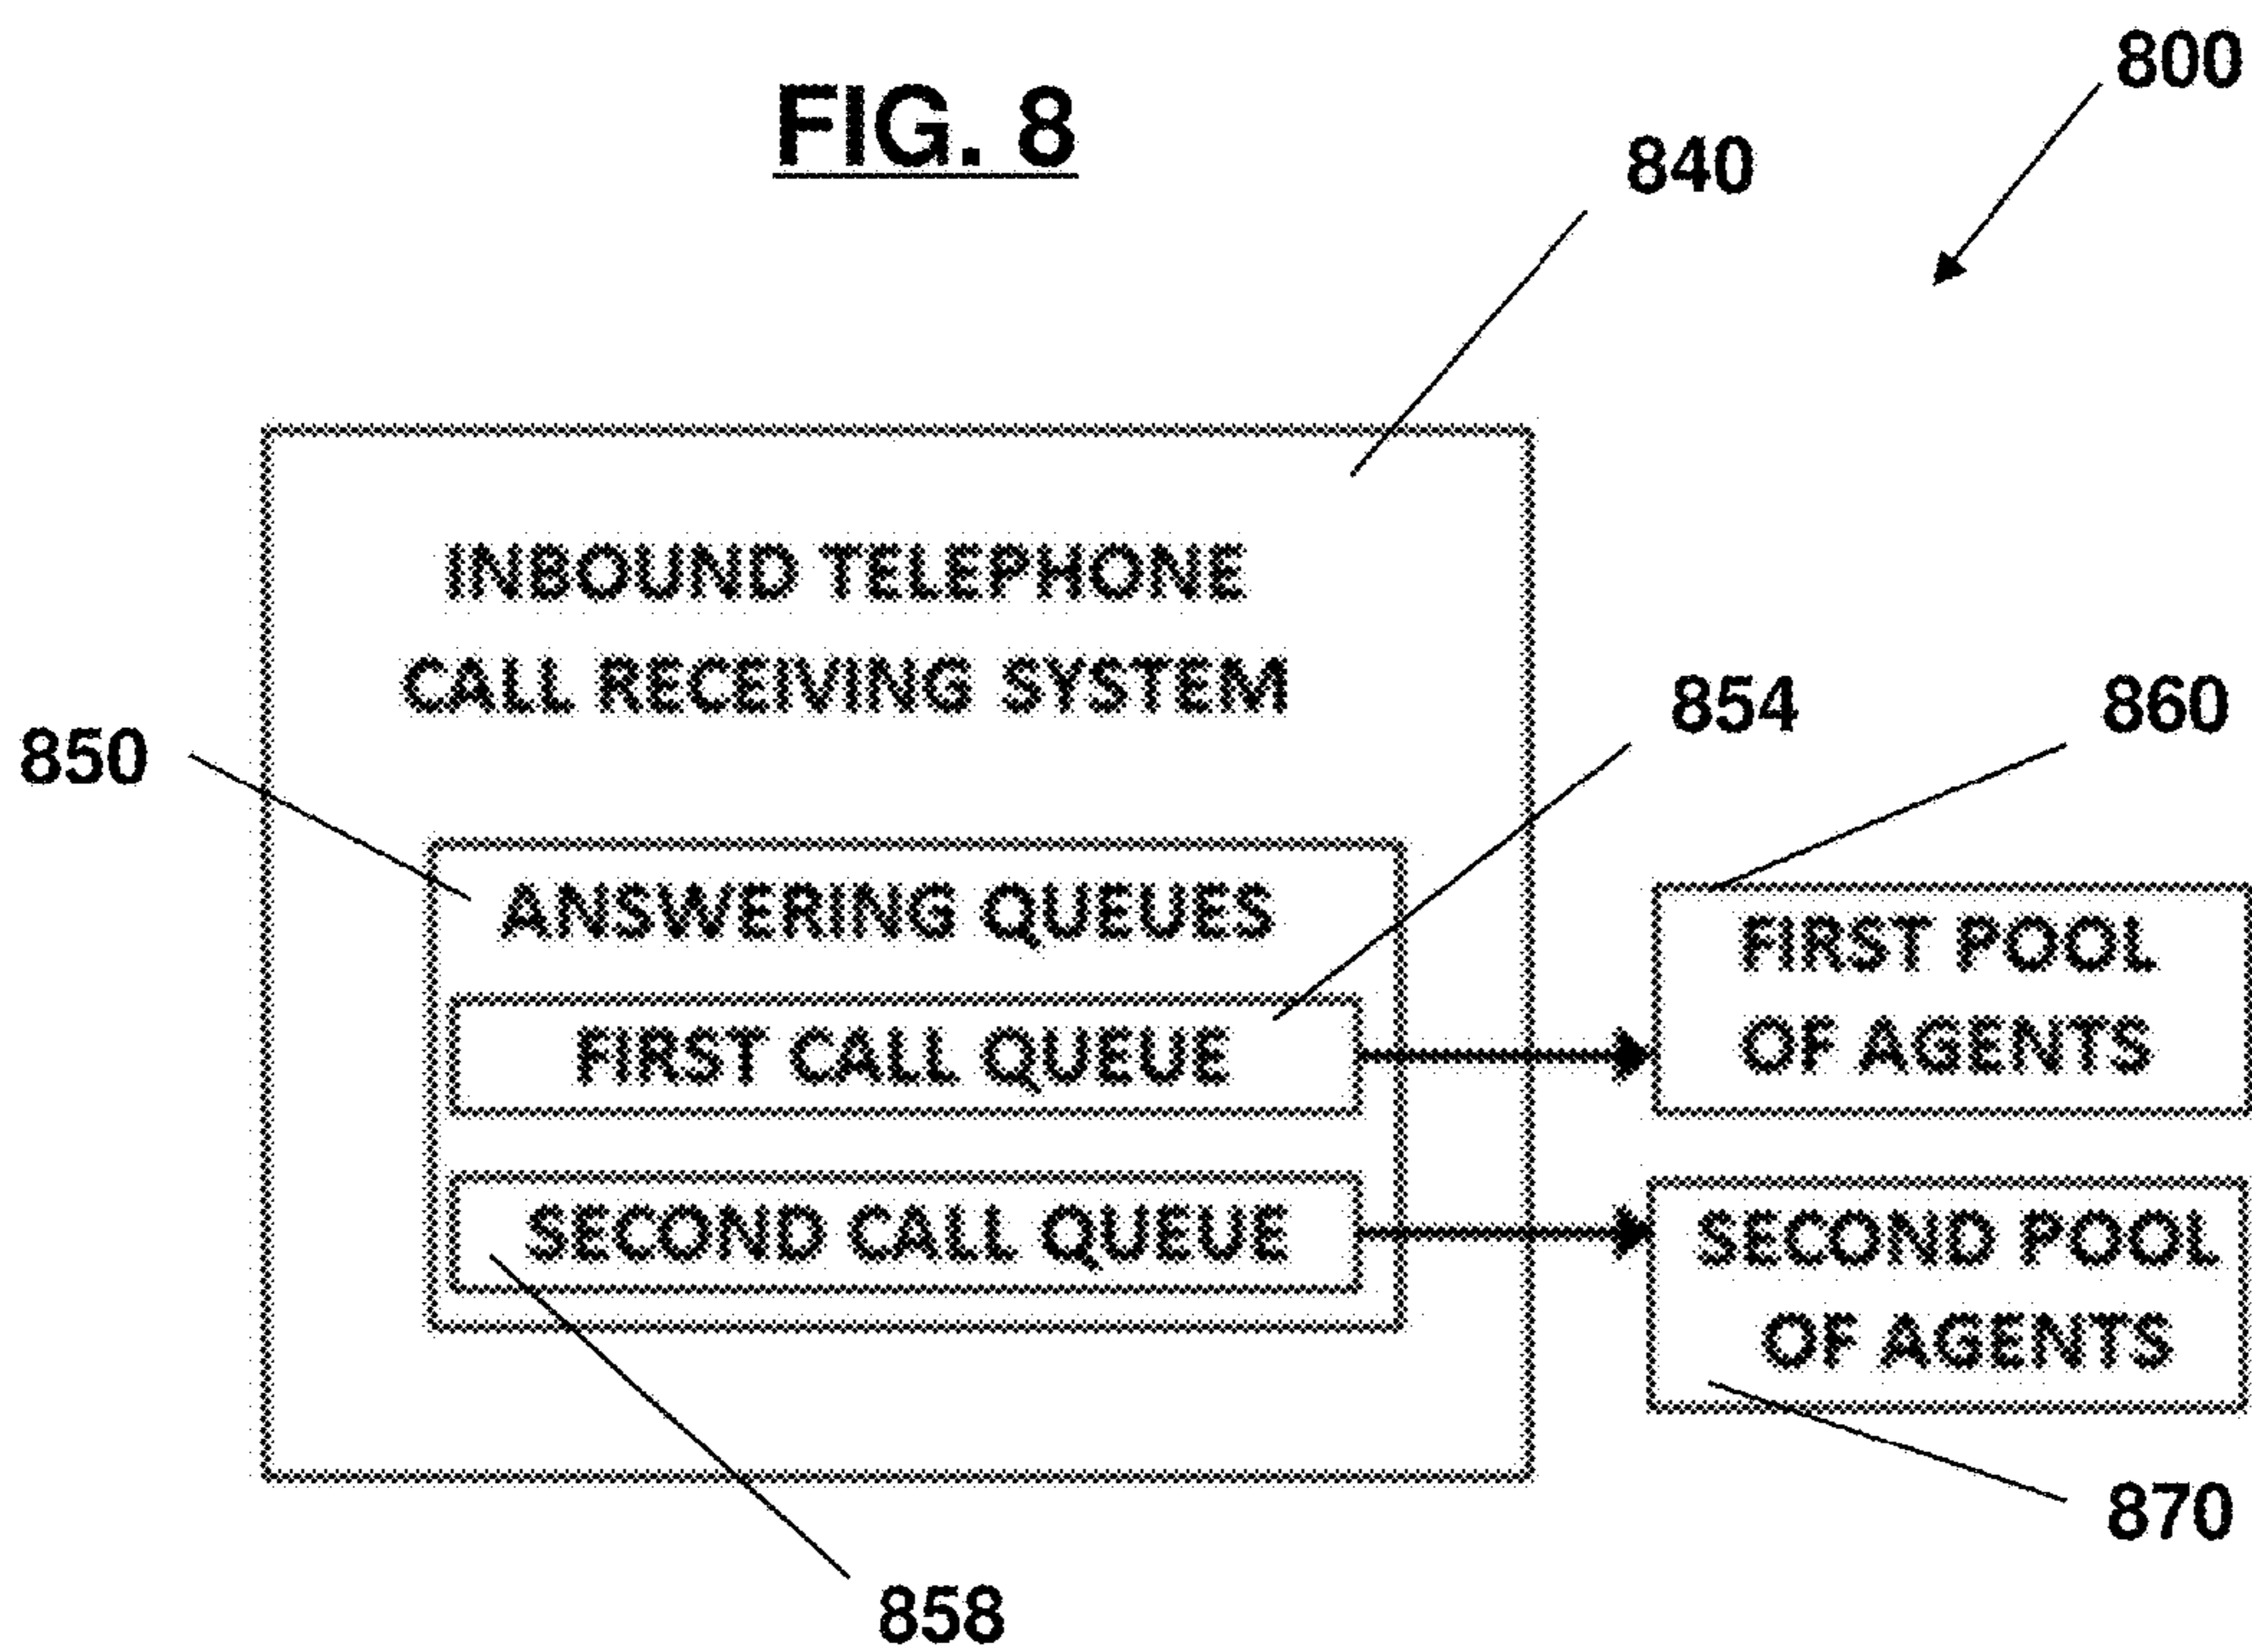 FIG. 8
800
840
INBOUND TELEPHONE
CALL RECEIVING SYSTEM
850
854
860
ANSWERING QUEUES
FIRST CALL QUEUE
FIRST POOL
OF AGENTS
SECOND CALL QUEUE
SECOND POOL
OF AGENTS
870
858